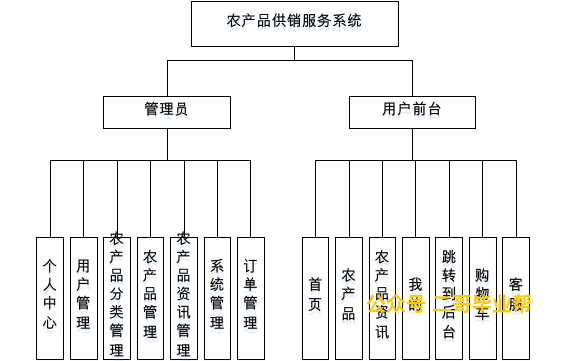 农产品供销服务系统
管理员
用户前台
个人中心
用户管理
农产品分类管理
农产品管理
农产品资讯管理
系统管理
订单管理
首页
农产品
农产品资讯
我的
跳转到后台
购物车
客服
公众号 二哥毕业帮